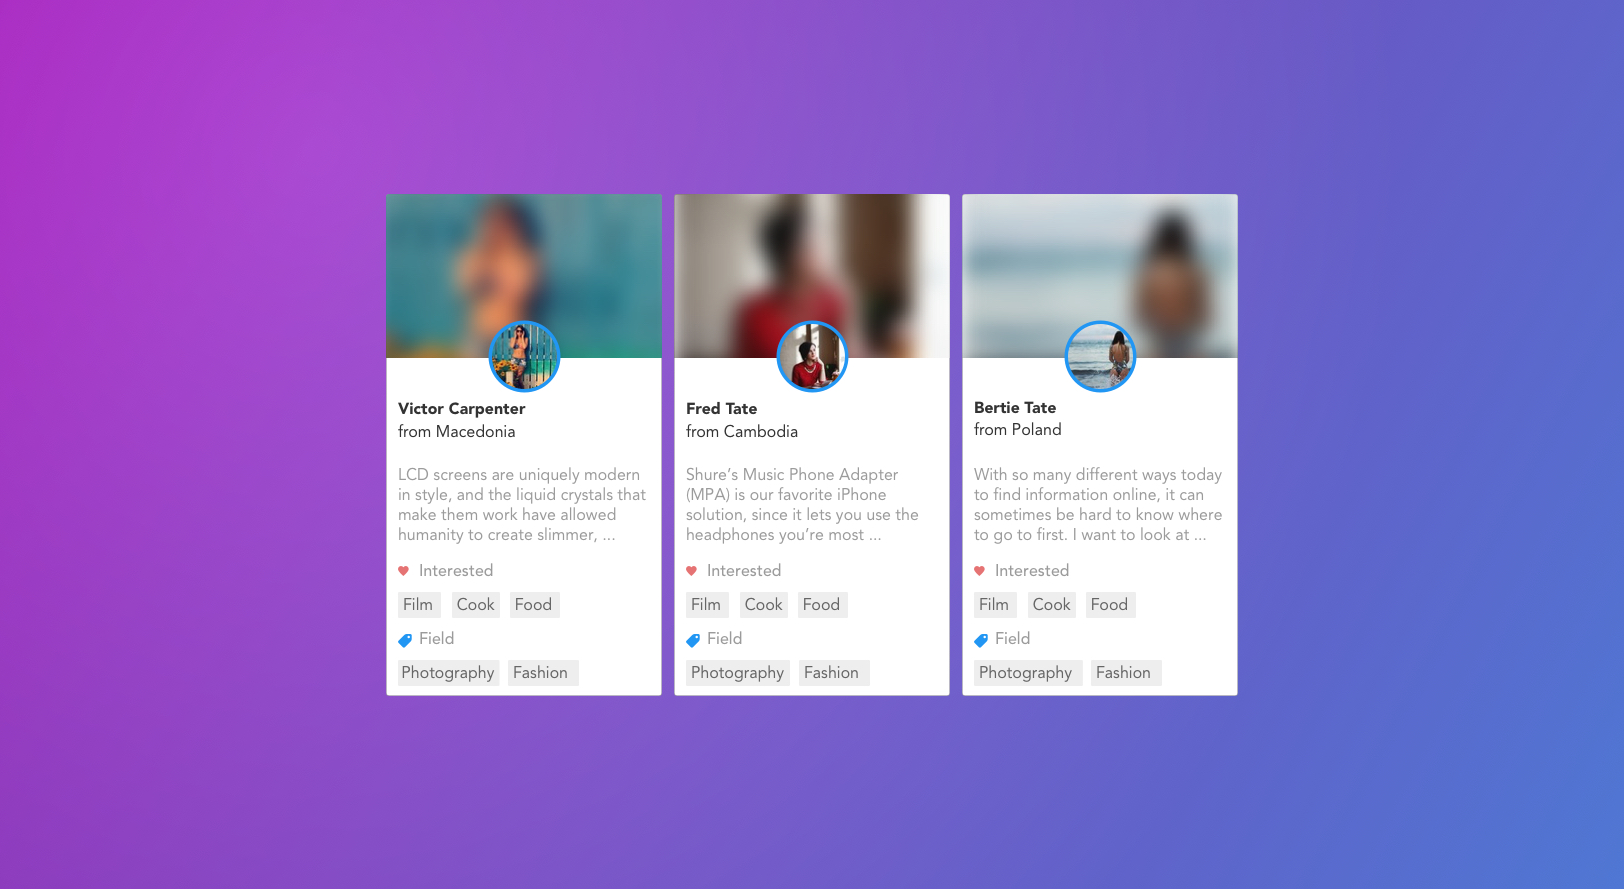 Victor Carpenter
from Macedonia
LCD screens are uniquely modern
in style, and the liquid crystals that
make them work have allowed
humanity to create slimmer, ...
Interested
Film Cook Food
Field
Photography Fashion
Fred Tate
from Cambodia
Shure’s Music Phone Adapter
(MPA) is our favorite iPhone
solution, since it lets you use the
headphones you’re most ...
Interested
Film Cook Food
Field
Photography Fashion
Bertie Tate
from Poland
With so many different ways today
to find information online, it can
sometimes be hard to know where
to go to first. I want to look at ...
Interested
Film Cook Food
Field
Photography Fashion